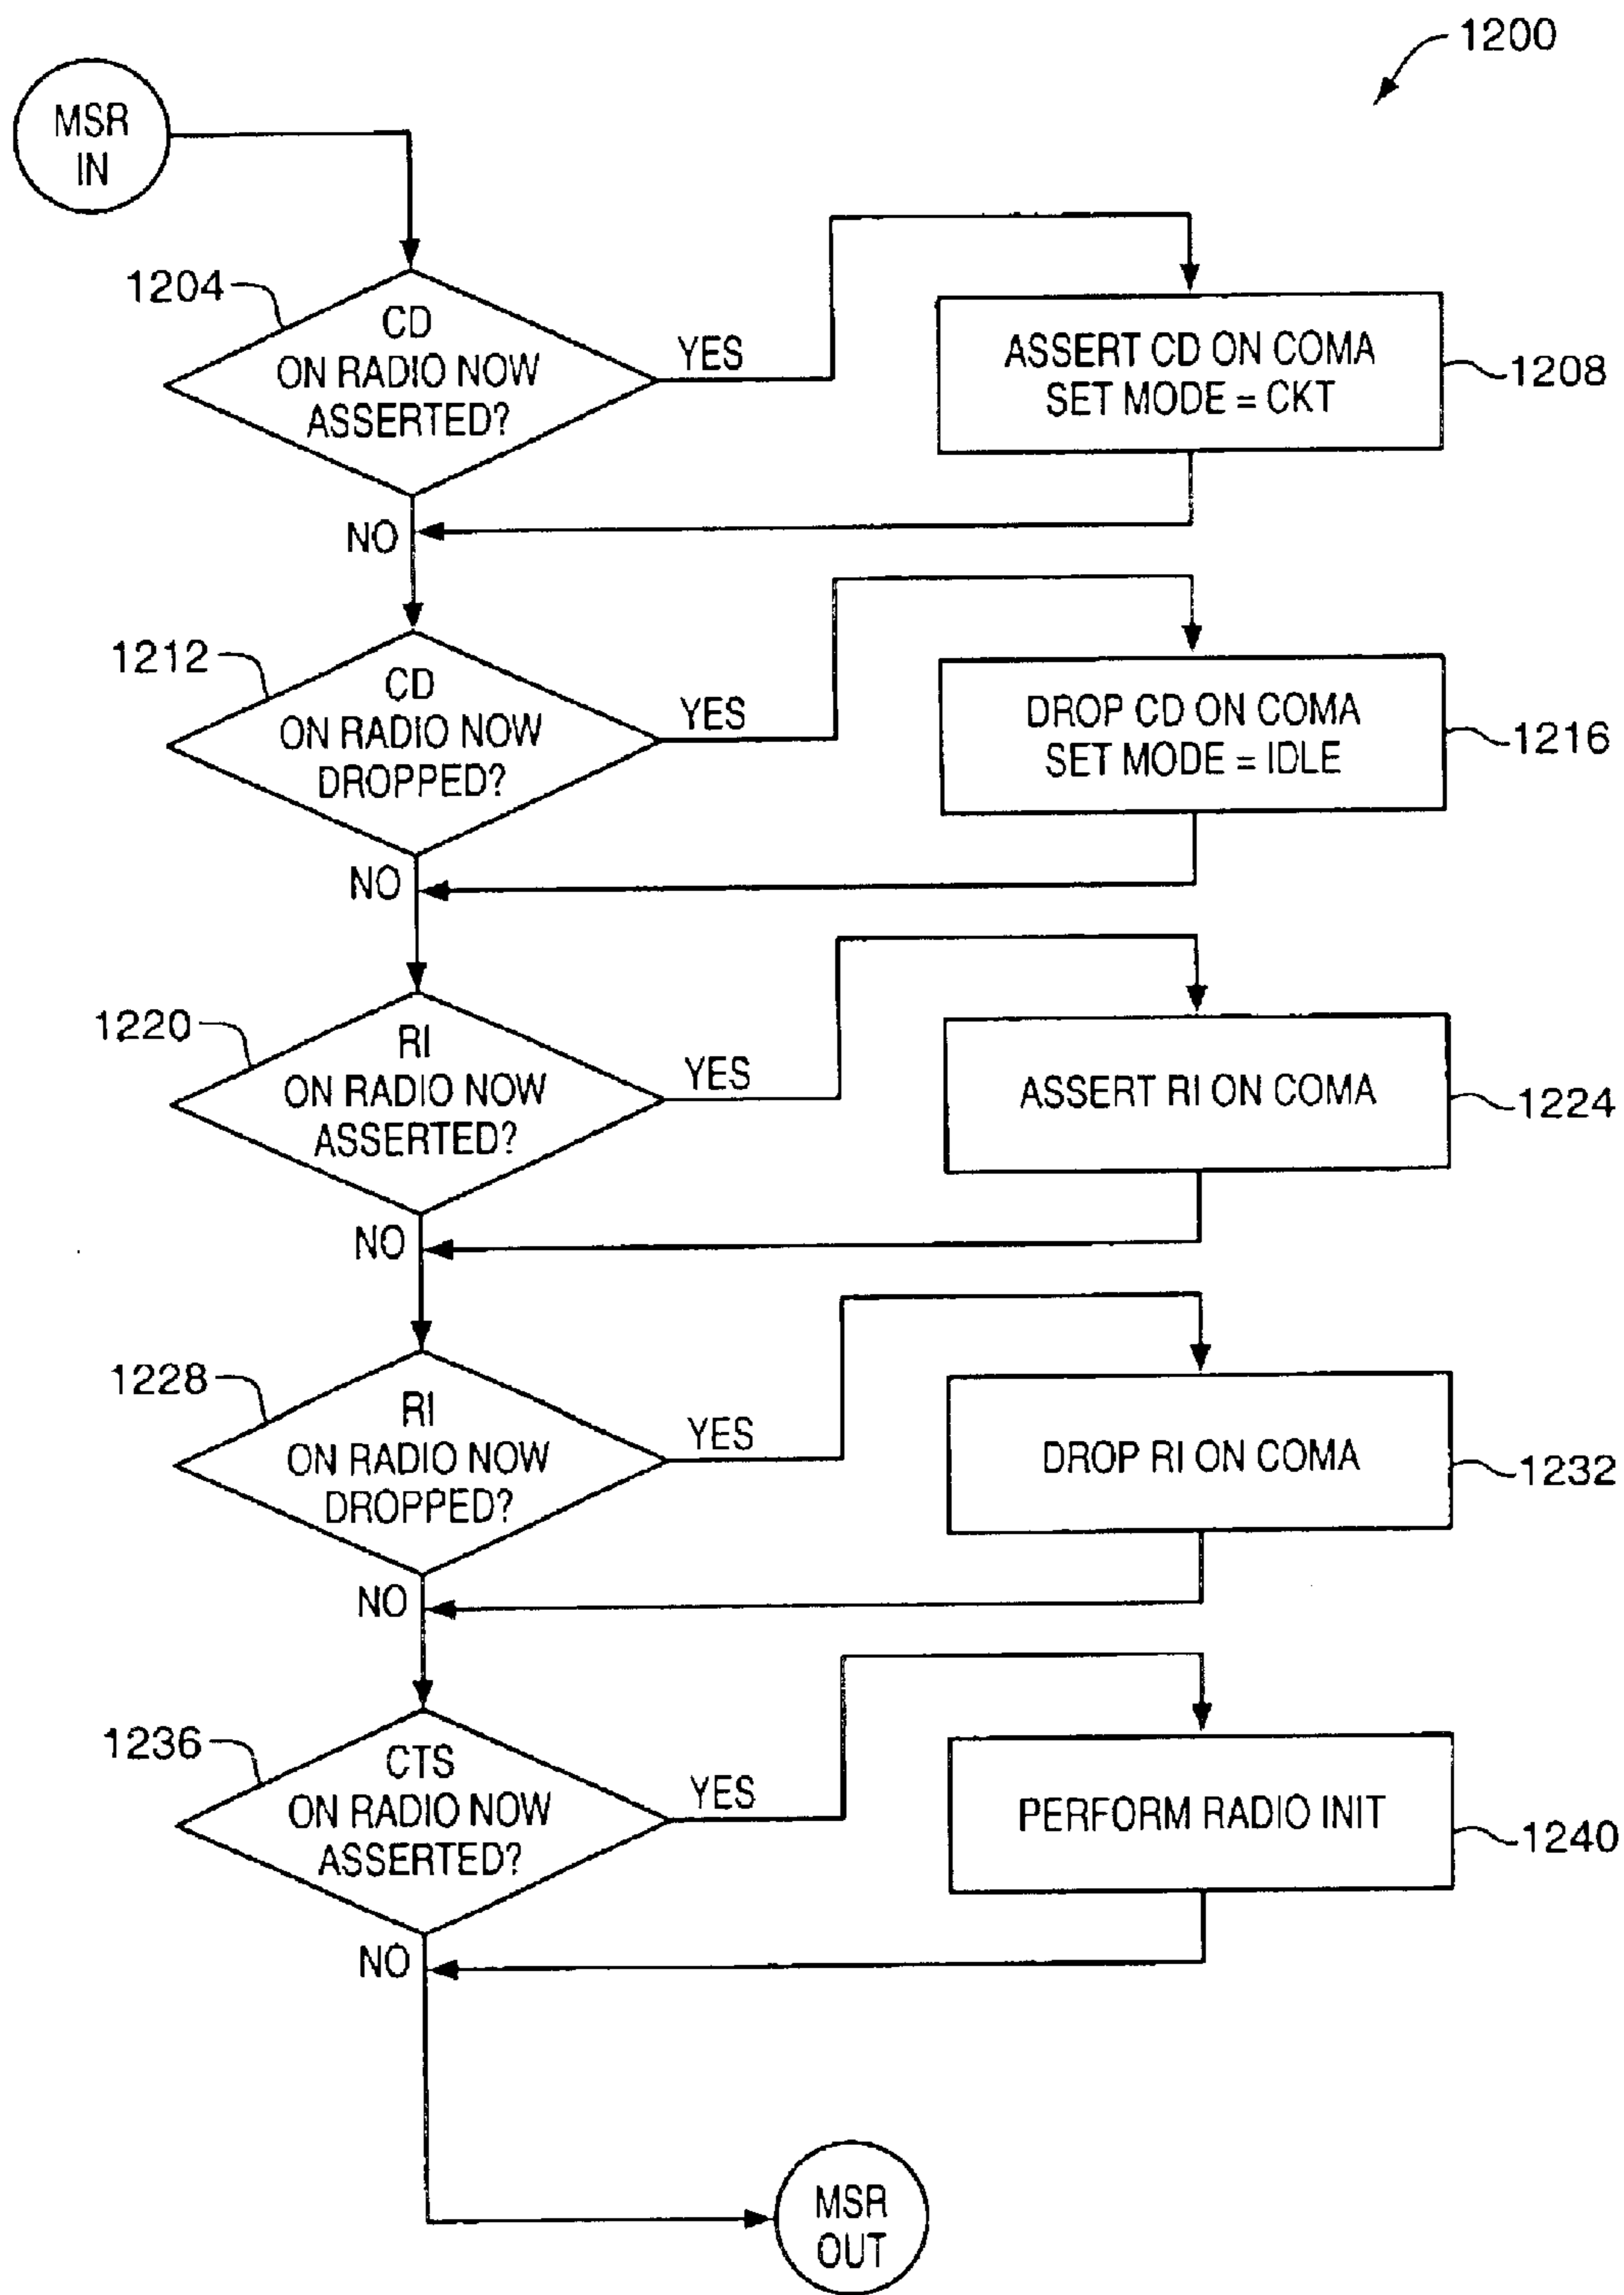 1200
MSR
IN
1204
CD
ON RADIO NOW
ASSERTED?
YES
ASSERT CD ON COMA
SET MODE = CKT
1208
NO
1212
CD
ON RADIO NOW
DROPPED?
YES
DROP CD ON COMA
SET MODE = IDLE
1216
NO
1220
RI
ON RADIO NOW
ASSERTED?
YES
ASSERT RI ON COMA
1224
NO
1228
RI
ON RADIO NOW
DROPPED?
YES
DROP RI ON COMA
1232
NO
1236
CTS
ON RADIO NOW
ASSERTED?
YES
PERFORM RADIO INIT
1240
NO
MSR
OUT